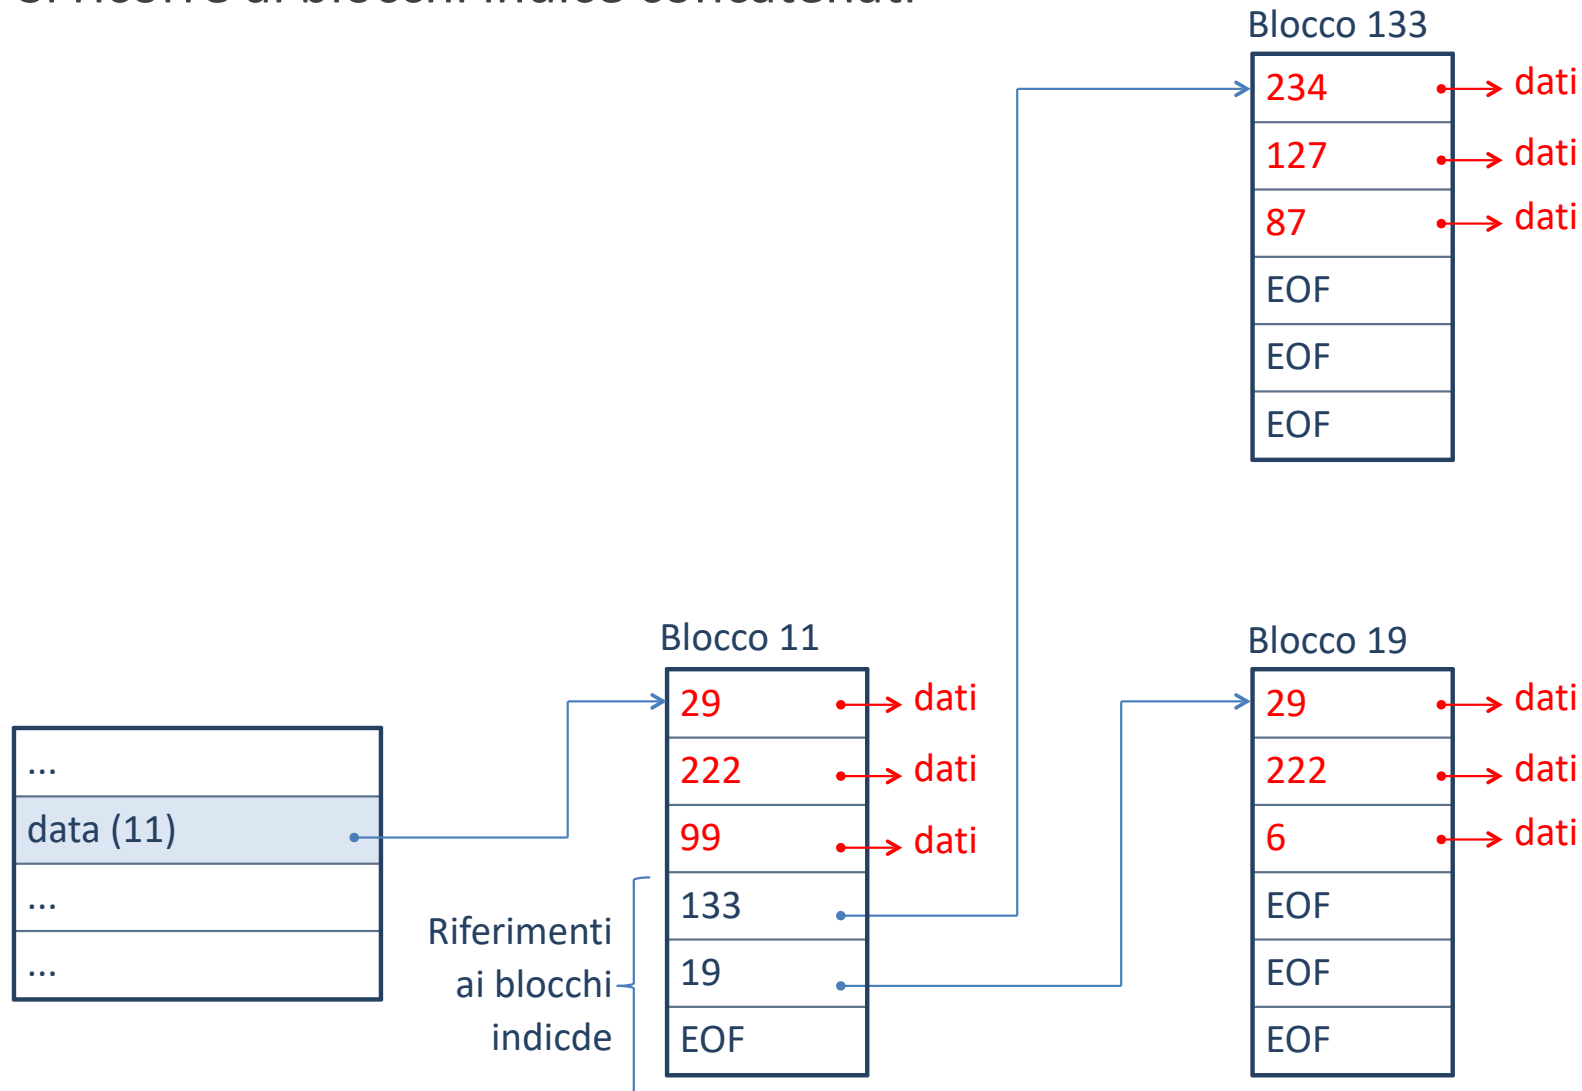 Blocco 133
234 dati
127 dati
87 dati
EOF
EOF
EOF
Blocco 11
29 dati
222 dati
99 dati
133
19
EOF
Riferimenti
ai blocchi
indicde
...
data (11)
...
...
Blocco 19
29 dati
222 dati
6 dati
EOF
EOF
EOF